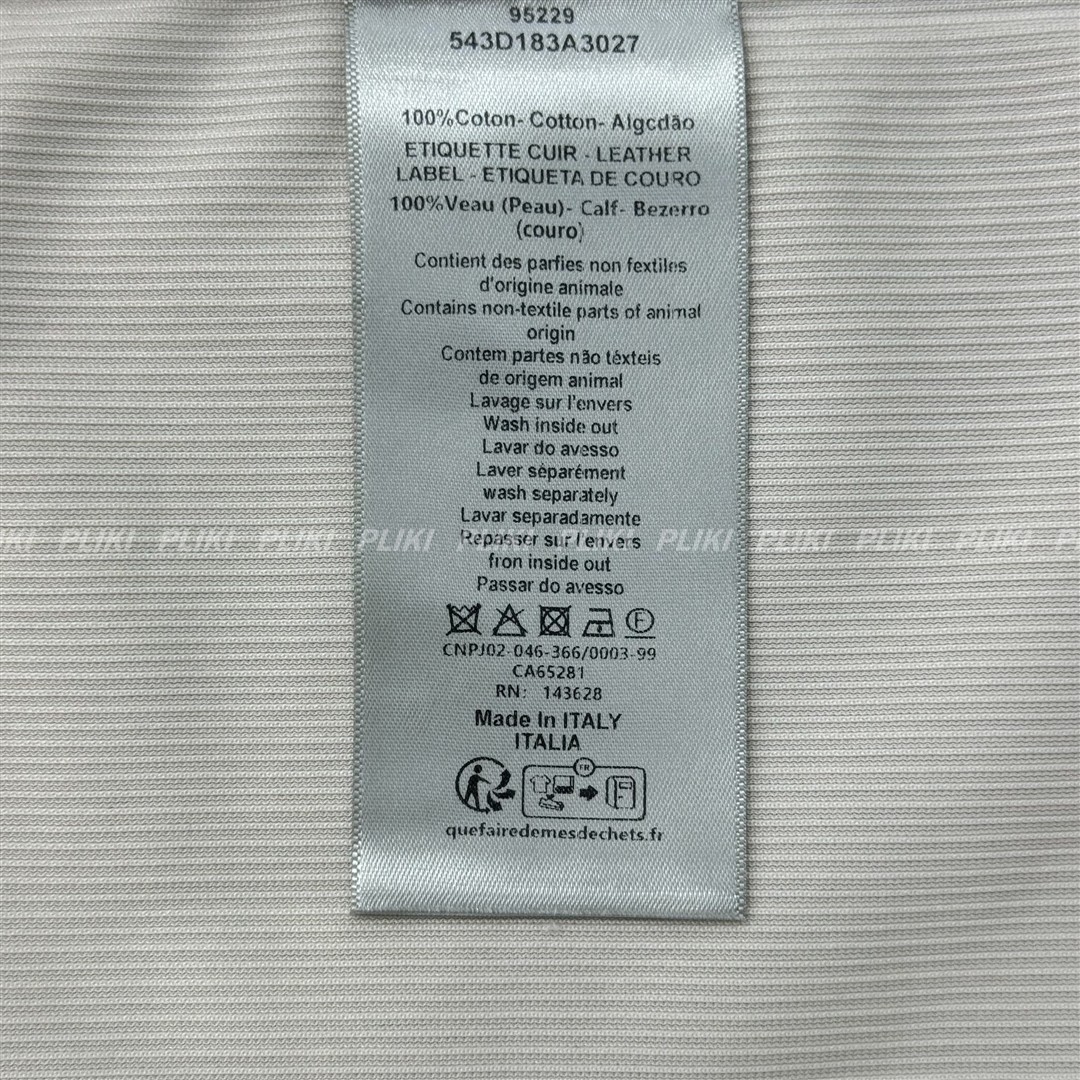 95229
543D183A3027
100%Coton- Cotton- Algcdão
ETIQUETTE CUIR - LEATHER
LABEL - ETIQUETA DE COURO
100%Veau (Peau)- Calf- Bezerro
(couro)
Contient des parfies non fextiles
d'origine animale
Contains non-textile parts of animal
origin
Contem partes não téxteis
de origem animal
Lavage sur l'envers
Wash inside out
Lavar do avesso
Laver sèparément
wash separately
Lavar separadamente
PLIKI PLIKI PLIKI PLIKI PLIKI PLIKI PLIKI PLIKI PLIKI PLIKI
Repasser sur l'envers
fron inside out
Passar do avesso
F
CNPJ02-046-366/0003-99
CA65281
RN: 143628
Made In ITALY
ITALIA
FR
quefairedemesdechets.fr